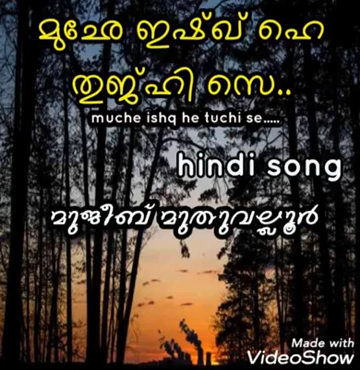 മുഛേ ഇഷ്ഖ് ഹെ
തുജ്ഹി സെ..
muche ishq he tuchi se.....
hindi song
മുജീബ് മുതുവല്ലൂർ
Made with
VideoShow